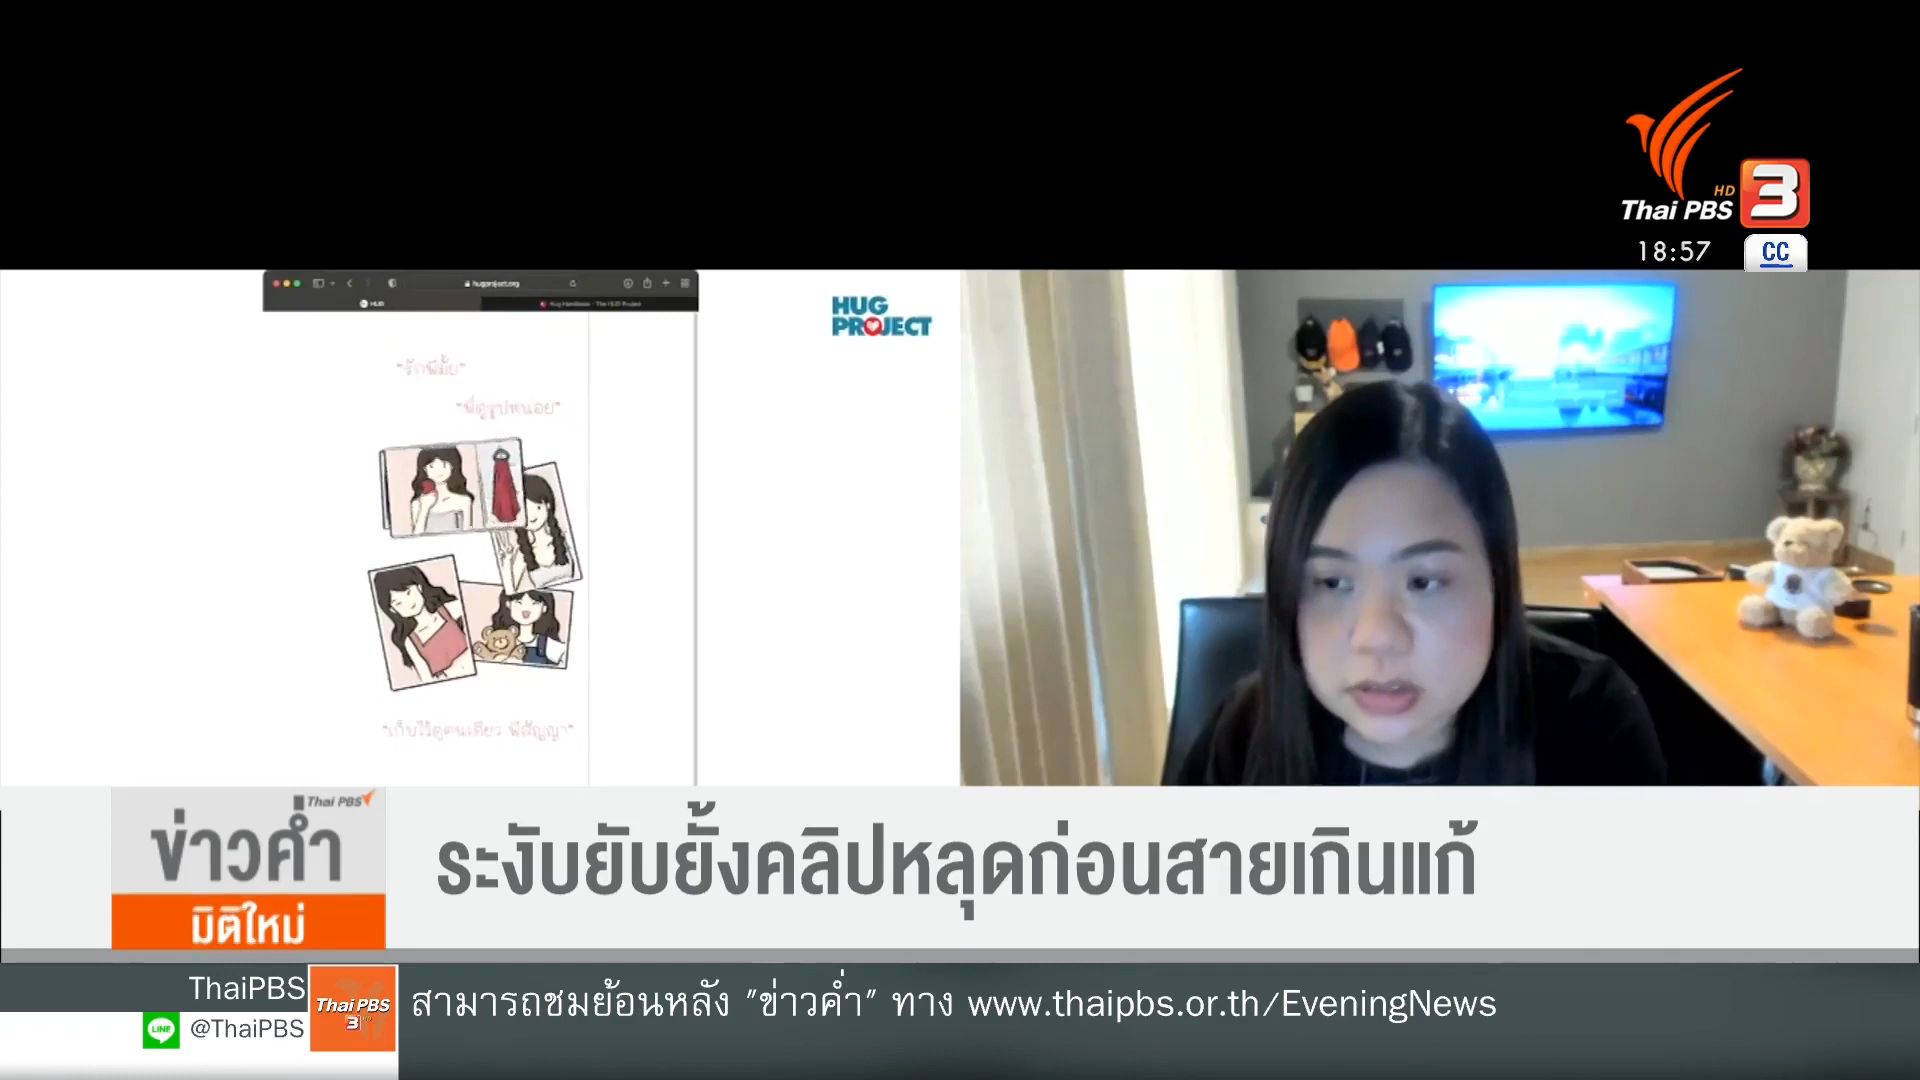 HD
Thai PBS 3
18:57
CC
hugproject.org
HUG
PROJECT
"รักพี่มั้ย"
"พี่ดูรูปหน่อย"
"เก็บไว้ดูคนเดียว พี่สัญญา"
Thai PBS
ข่าวค่ำ
มิติใหม่
ระงับยับยั้งคลิปหลุดก่อนสายเกินแก้
ThaiPBS
LINE @ThaiPBS
Thai PBS
3
สามารถชมย้อนหลัง "ข่าวค่ำ" ทาง www.thaipbs.or.th/EveningNews